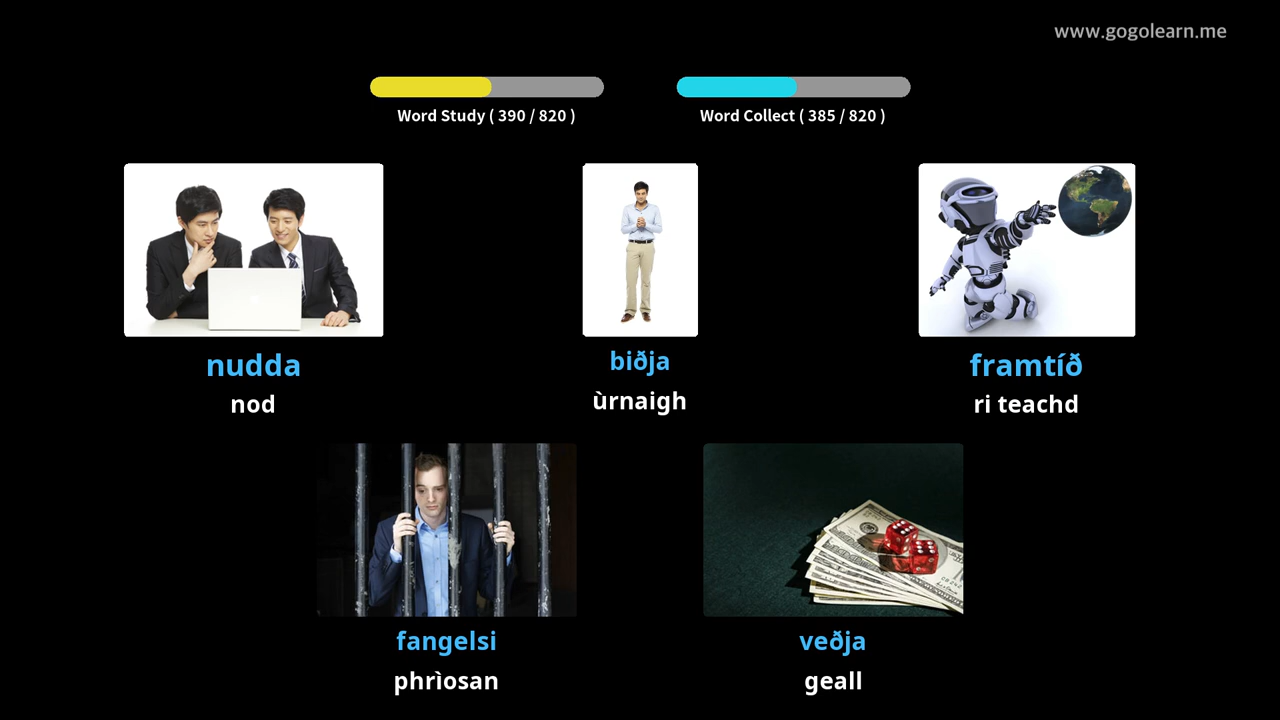 www.gogolearn.me
Word Study ( 390 / 820 )
Word Collect ( 385 / 820 )
nudda
nod
biðja
ùrnaigh
framtíð
ri teachd
fangelsi
phrìosan
veðja
geall